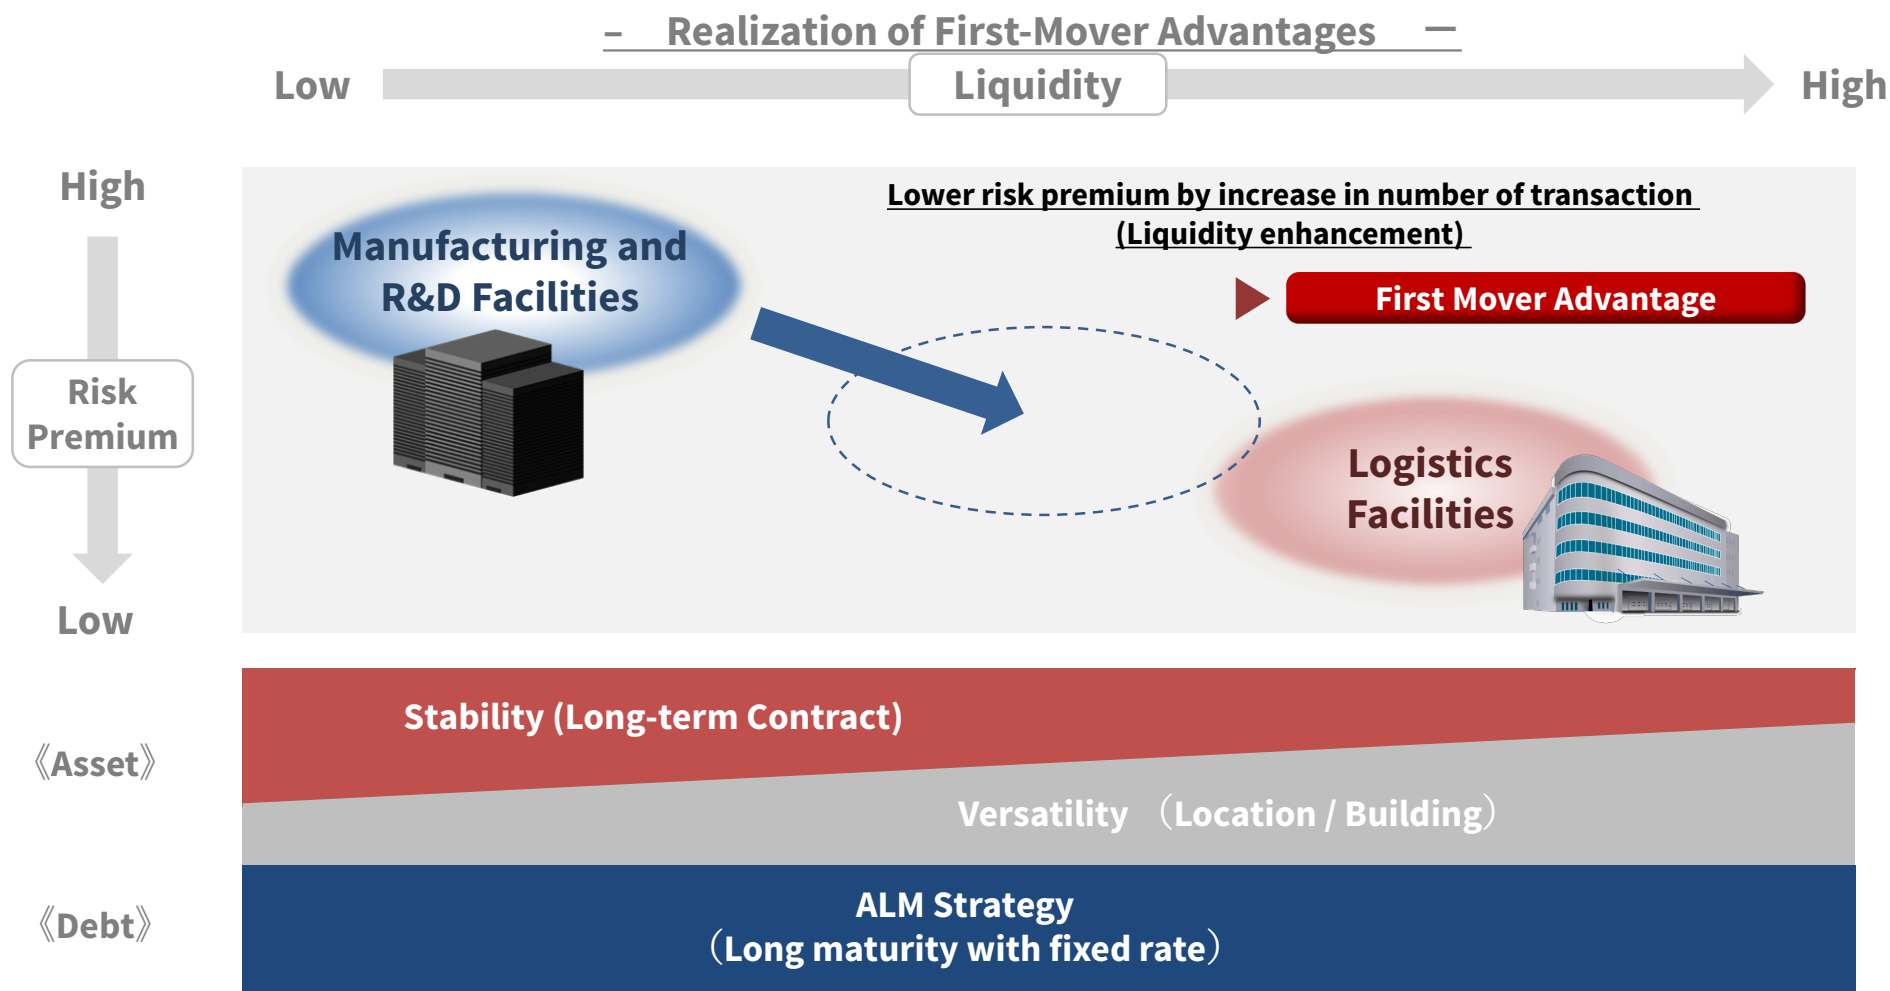 –　Realization of First-Mover Advantages　—
Low
Liquidity
High
High
Risk
Premium
Low
Lower risk premium by increase in number of transaction
(Liquidity enhancement)
First Mover Advantage
Manufacturing and
R&D Facilities
Logistics
Facilities
《Asset》
Stability (Long-term Contract)
Versatility （Location / Building）
《Debt》
ALM Strategy
（Long maturity with fixed rate）